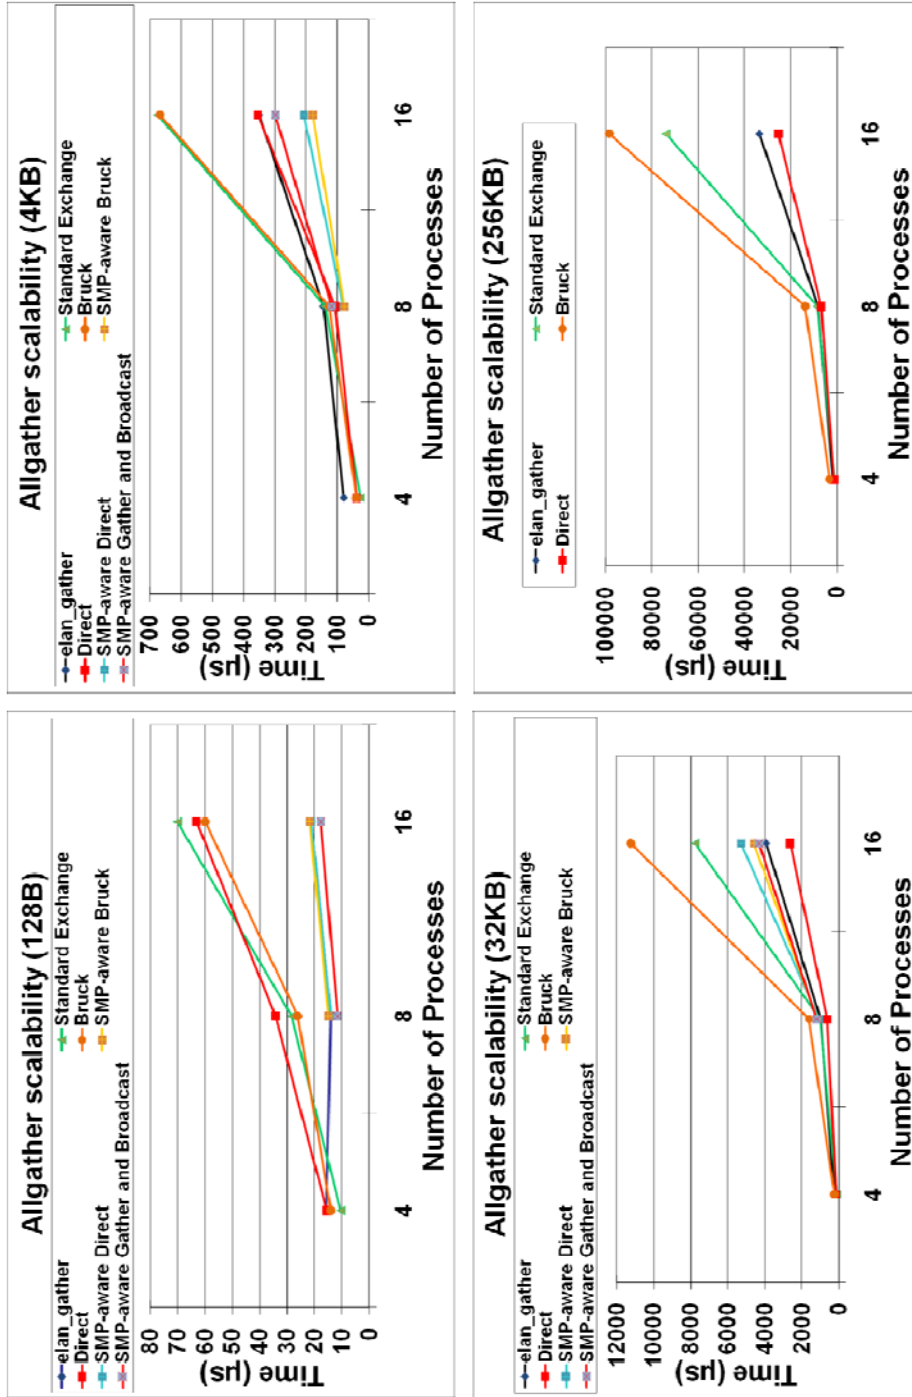 Allgather scalability (128B)
elan_gather Standard Exchange
Direct Bruck
SMP-aware Direct SMP-aware Bruck
SMP-aware Gather and Broadcast
80
70
60
50
40
30
20
10
0
Time (µs)
4 8 16
Number of Processes
Allgather scalability (4KB)
elan_gather Standard Exchange
Direct Bruck
SMP-aware Direct SMP-aware Bruck
SMP-aware Gather and Broadcast
700
600
500
400
300
200
100
0
Time (µs)
4 8 16
Number of Processes
Allgather scalability (32KB)
elan_gather Standard Exchange
Direct Bruck
SMP-aware Direct SMP-aware Bruck
SMP-aware Gather and Broadcast
12000
10000
8000
6000
4000
2000
0
Time (µs)
4 8 16
Number of Processes
Allgather scalability (256KB)
elan_gather Standard Exchange
Direct Bruck
100000
80000
60000
40000
20000
0
Time (µs)
4 8 16
Number of Processes